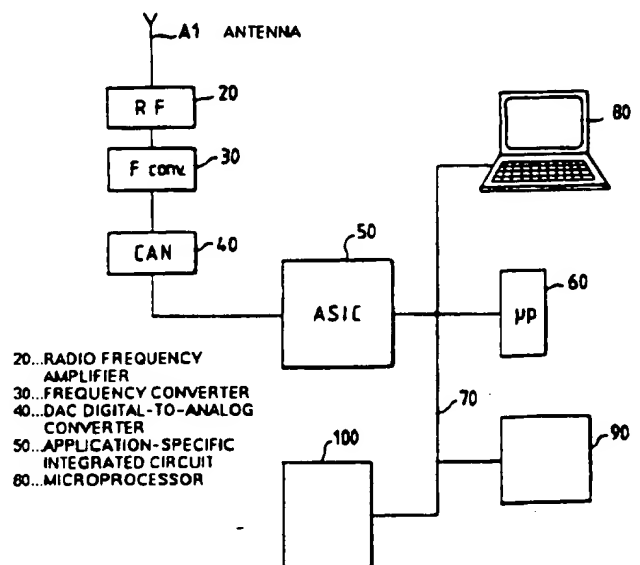 A1 ANTENNA
RF
20
F conv.
30
CAN
40
50
ASIC
80
60
µp
70
90
100
20...RADIO FREQUENCY
AMPLIFIER
30...FREQUENCY CONVERTER
40...DAC DIGITAL-TO-ANALOG
CONVERTER
50...APPLICATION-SPECIFIC
INTEGRATED CIRCUIT
60...MICROPROCESSOR